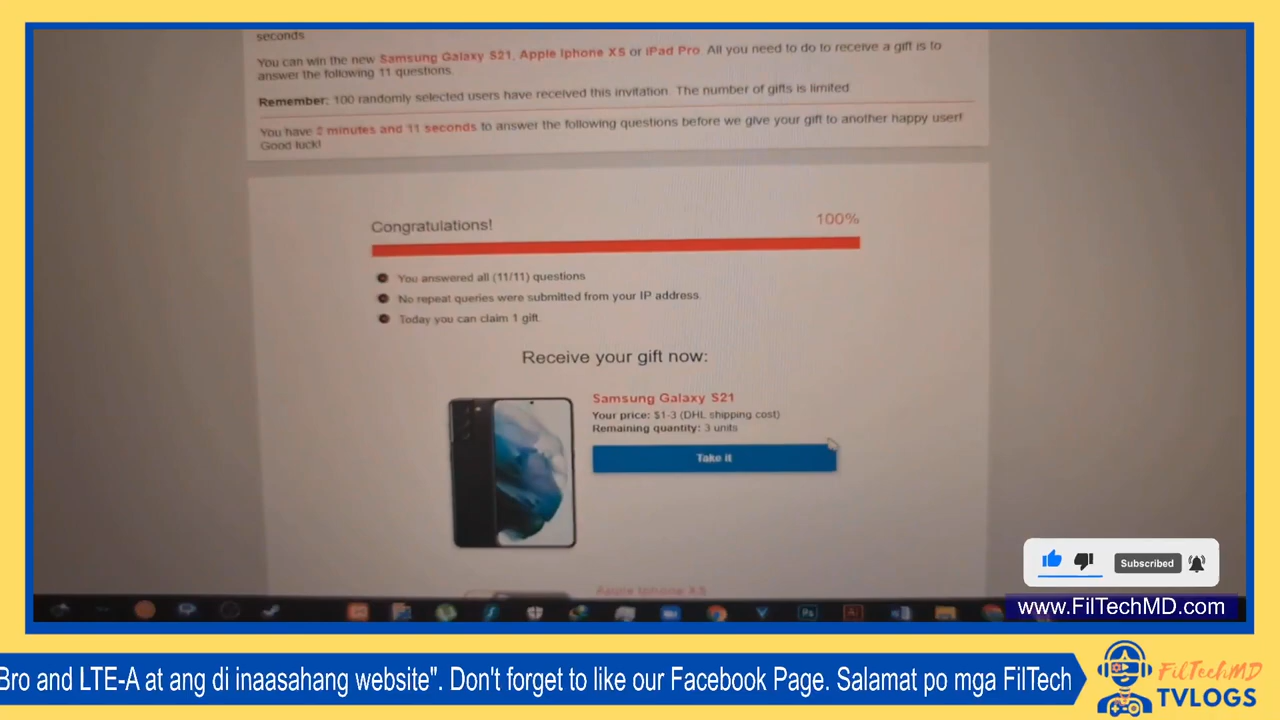 seconds
You can win the new Samsung Galaxy S21, Apple Iphone XS or iPad Pro. All you need to do to receive a gift is to
answer the following 11 questions.
Remember: 100 randomly selected users have received this invitation. The number of gifts is limited
You have 2 minutes and 11 seconds to answer the following questions before we give your gift to another happy user!
Good luck!
Congratulations!
100%
You answered all (11/11) questions
No repeat queries were submitted from your IP address.
Today you can claim 1 gift.
Receive your gift now:
Samsung Galaxy S21
Your price: $1-3 (DHL shipping cost)
Remaining quantity: 3 units
Take it
Apple Iphone XS
Subscribed
www.FilTechMD.com
Bro and LTE-A at ang di inaasahang website". Don't forget to like our Facebook Page. Salamat po mga FilTech
FilTechMD
TVLOGS